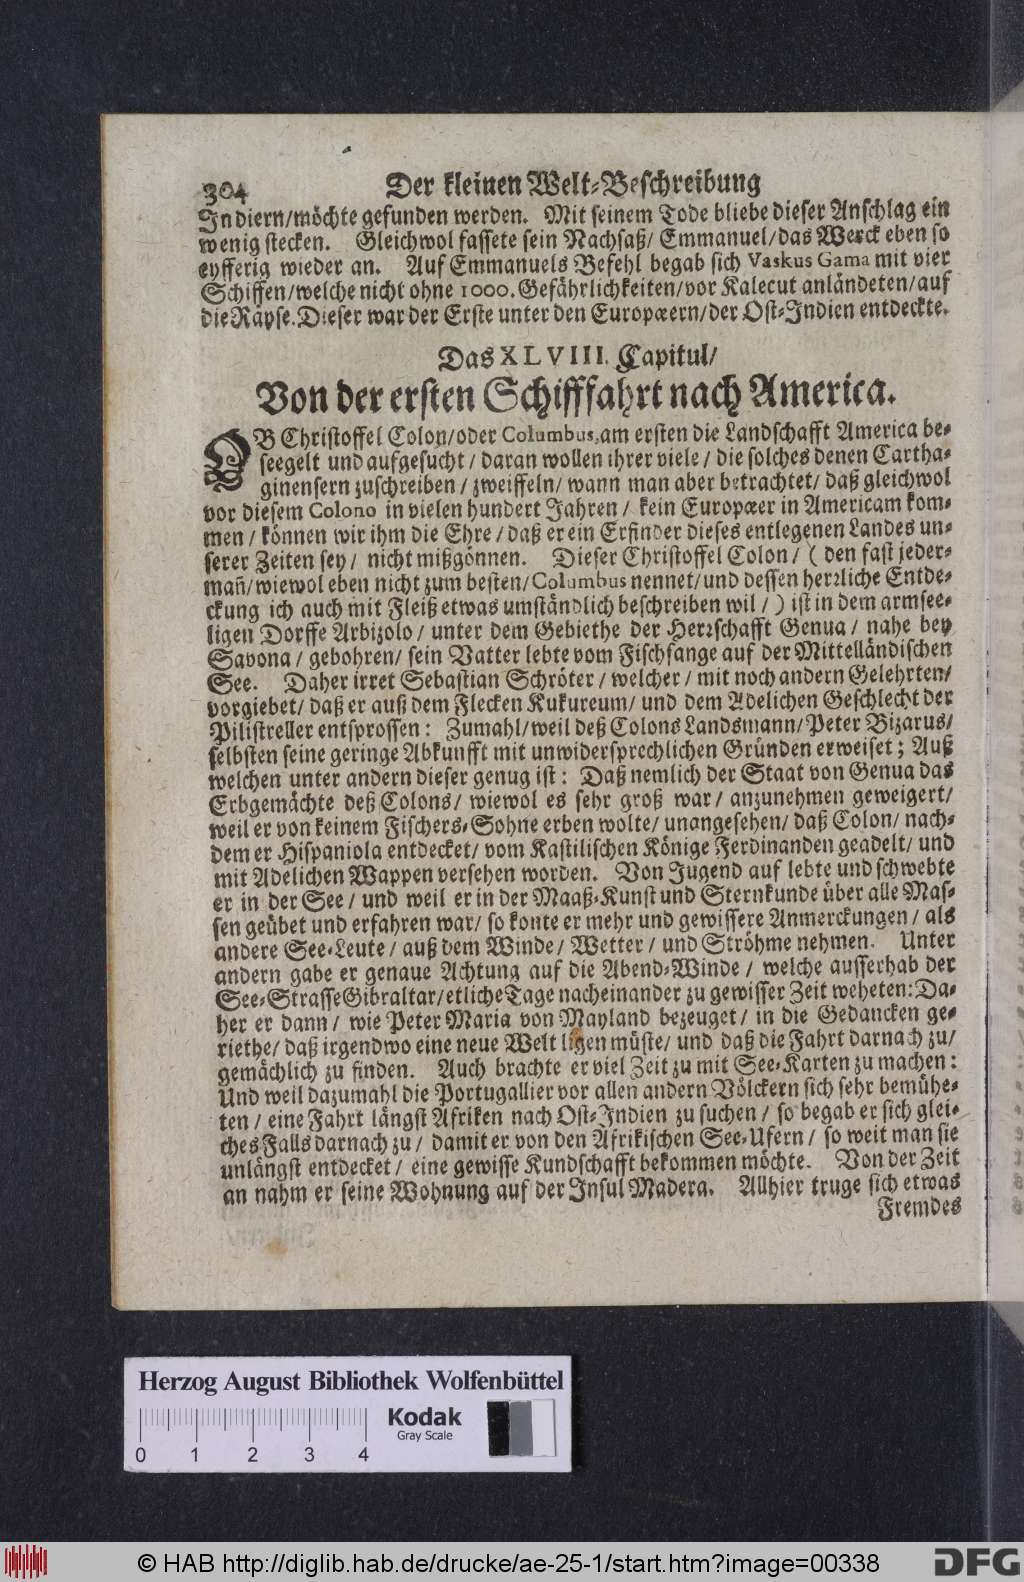 304 Der kleinen Welt-Beschreibung
Indiern/möchte gefunden werden. Mit seinem Tode bliebe dieser Anschlag ein
wenig stecken. Gleichwol fassete sein Nachsaß/ Emmanuel/das Werck eben so
eyfferig wieder an. Auf Emmanuels Befehl begab sich Vaskus Gama mit vier
Schiffen/welche nicht ohne 1000. Gefährlichkeiten/vor Kalecut anländeten/auf
die Rayse. Dieser war der Erste unter den Europæern/der Ost-Indien entdeckte.
Das XLVIII. Capitul/
Von der ersten Schifffahrt nach America.
OB Christoffel Colon/oder Columbus, am ersten die Landschafft America be-
seegelt und aufgesucht/ daran wollen ihrer viele/ die solches denen Cartha-
ginensern zuschreiben/ zweiffeln/ wann man aber betrachtet/ daß gleichwol
vor diesem Colono in vielen hundert Jahren/ kein Europæer in Americam kom-
men/ können wir ihm die Ehre/ daß er ein Erfinder dieses entlegenen Landes un-
serer Zeiten sey/ nicht mißgönnen. Dieser Christoffel Colon/ (den fast jeder-
mañ/wiewol eben nicht zum besten/Columbus nennet/und dessen herrliche Entde-
ckung ich auch mit Fleiß etwas umständlich beschreiben wil/) ist in dem armsee-
ligen Dorffe Arbizolo/ unter dem Gebiethe der Herrschafft Genua/ nahe bey
Savona/ gebohren/ sein Vatter lebte vom Fischfange auf der Mittelländischen
See. Daher irret Sebastian Schröter/ welcher/ mit noch andern Gelehrten/
vorgiebet/ daß er auß dem Flecken Kukureum/ und dem Adelichen Geschlecht der
Pilistreller entsprossen: Zumahl/weil deß Colons Landsmann/Peter Bizarus/
selbsten seine geringe Abkunfft mit unwidersprechlichen Gründen erweiset; Auß
welchen unter andern dieser genug ist: Daß nemlich der Staat von Genua das
Erbgemächte deß Colons/ wiewol es sehr groß war/ anzunehmen geweigert/
weil er von keinem Fischers-Sohne erben wolte/ unangesehen/ daß Colon/ nach-
dem er Hispaniola entdecket/ vom Kastilischen Könige Ferdinanden geadelt/ und
mit Adelichen Wappen versehen worden. Von Jugend auf lebte und schwebte
er in der See/ und weil er in der Maaß-Kunst und Sternkunde über alle Mas-
sen geübet und erfahren war/ so konte er mehr und gewissere Anmerckungen/ als
andere See-Leute/ auß dem Winde/ Wetter/ und Ströhme nehmen. Unter
andern gabe er genaue Achtung auf die Abend-Winde/ welche ausserhab der
See-Strasse Gibraltar/etliche Tage nacheinander zu gewisser Zeit weheten: Da-
her er dann/ wie Peter Maria von Mayland bezeuget/ in die Gedancken ge-
riethe/ daß irgendwo eine neue Welt ligen müste/ und daß die Fahrt darnach zu/
gemächlich zu finden. Auch brachte er viel Zeit zu mit See-Karten zu machen:
Und weil dazumahl die Portugallier vor allen andern Völckern sich sehr bemühe-
ten/ eine Fahrt längst Afriken nach Ost-Indien zu suchen/ so begab er sich glei-
ches Falls darnach zu/ damit er von den Afrikischen See-Ufern/ so weit man sie
unlängst entdecket/ eine gewisse Kundschafft bekommen möchte. Von der Zeit
an nahm er seine Wohnung auf der Insul Madera. Allhier truge sich etwas
Fremdes
Herzog August Bibliothek Wolfenbüttel
Kodak
Gray Scale
0 1 2 3 4
© HAB http://diglib.hab.de/drucke/ae-25-1/start.htm?image=00338
DFG